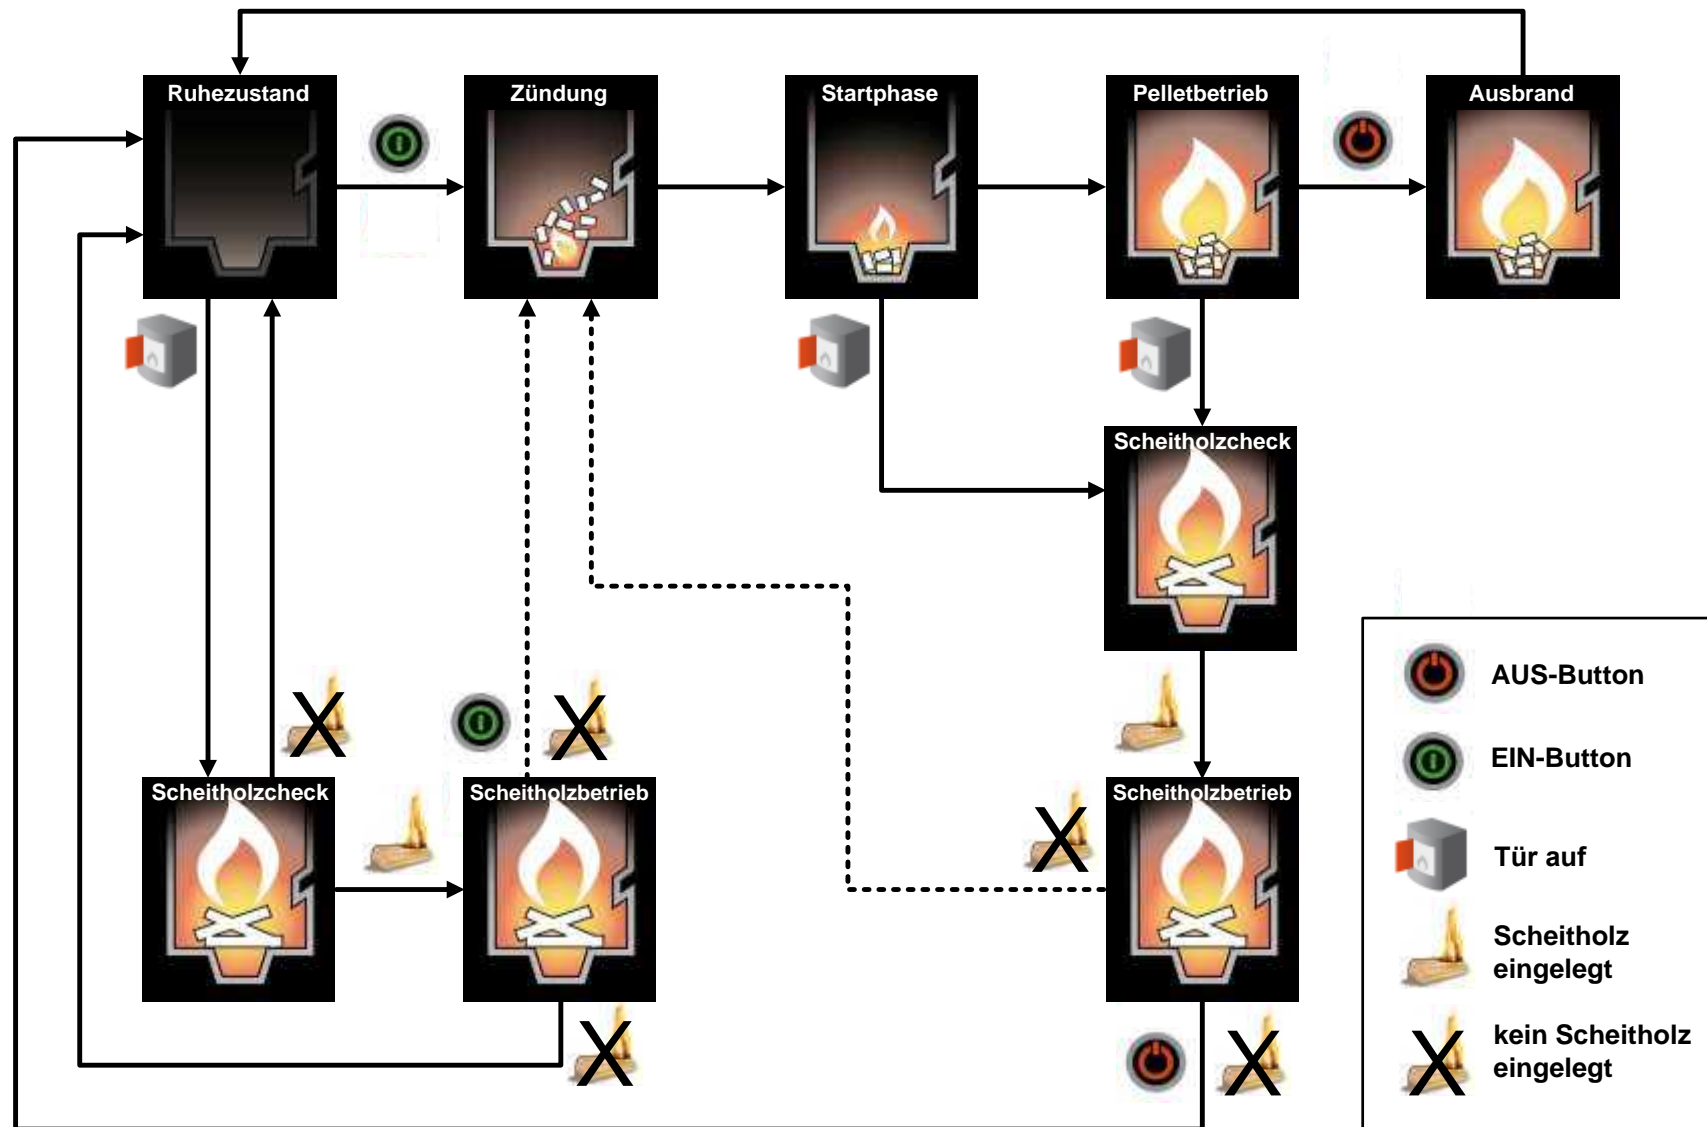 Ruhezustand
Zündung
Startphase
Pelletbetrieb
Ausbrand
Scheitholzcheck
Scheitholzcheck
Scheitholzbetrieb
Scheitholzbetrieb
AUS-Button
EIN-Button
Tür auf
Scheitholz
eingelegt
kein Scheitholz
eingelegt